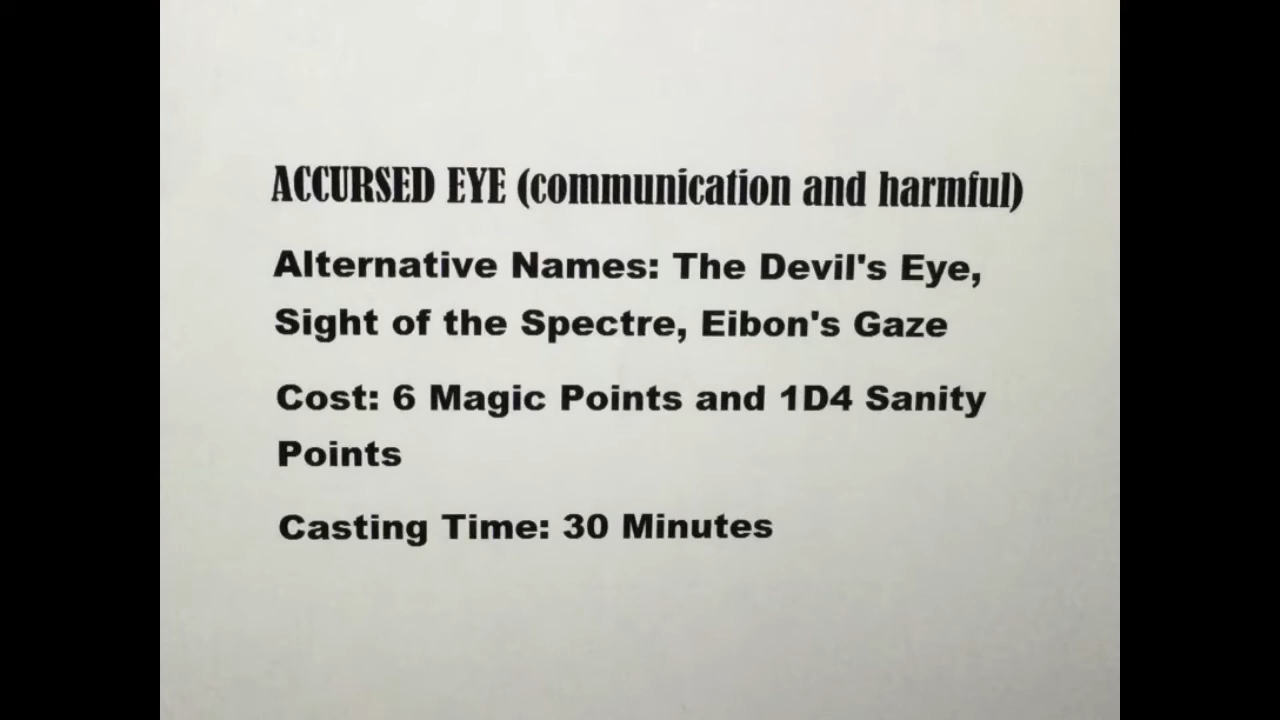 ACCURSED EYE (communication and harmful)
Alternative Names: The Devil's Eye,
Sight of the Spectre, Eibon's Gaze
Cost: 6 Magic Points and 1D4 Sanity
Points
Casting Time: 30 Minutes